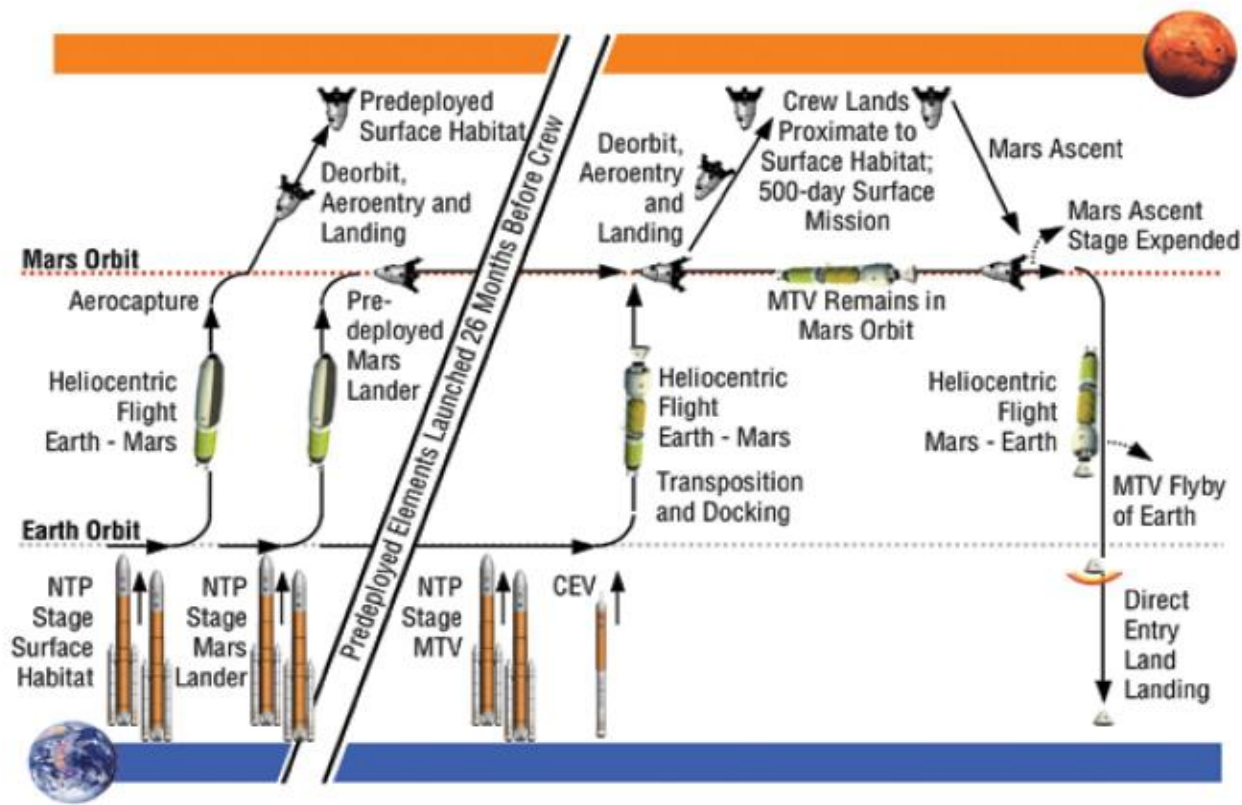 Predeployed
Surface Habitat
Deorbit,
Aeroentry and
Landing
Mars Orbit
Aerocapture
Pre-
deployed
Mars
Lander
Heliocentric
Flight
Earth - Mars
Earth Orbit
NTP
Stage
Surface
Habitat
NTP
Stage
Mars
Lander
Predeployed Elements Launched 26 Months Before Crew
Deorbit,
Aeroentry
and
Landing
Crew Lands
Proximate to
Surface Habitat;
500-day Surface
Mission
Mars Ascent
Mars Ascent
Stage Expended
MTV Remains in
Mars Orbit
Heliocentric
Flight
Earth - Mars
Transposition
and Docking
NTP
Stage
MTV
CEV
Heliocentric
Flight
Mars - Earth
MTV Flyby
of Earth
Direct
Entry
Land
Landing